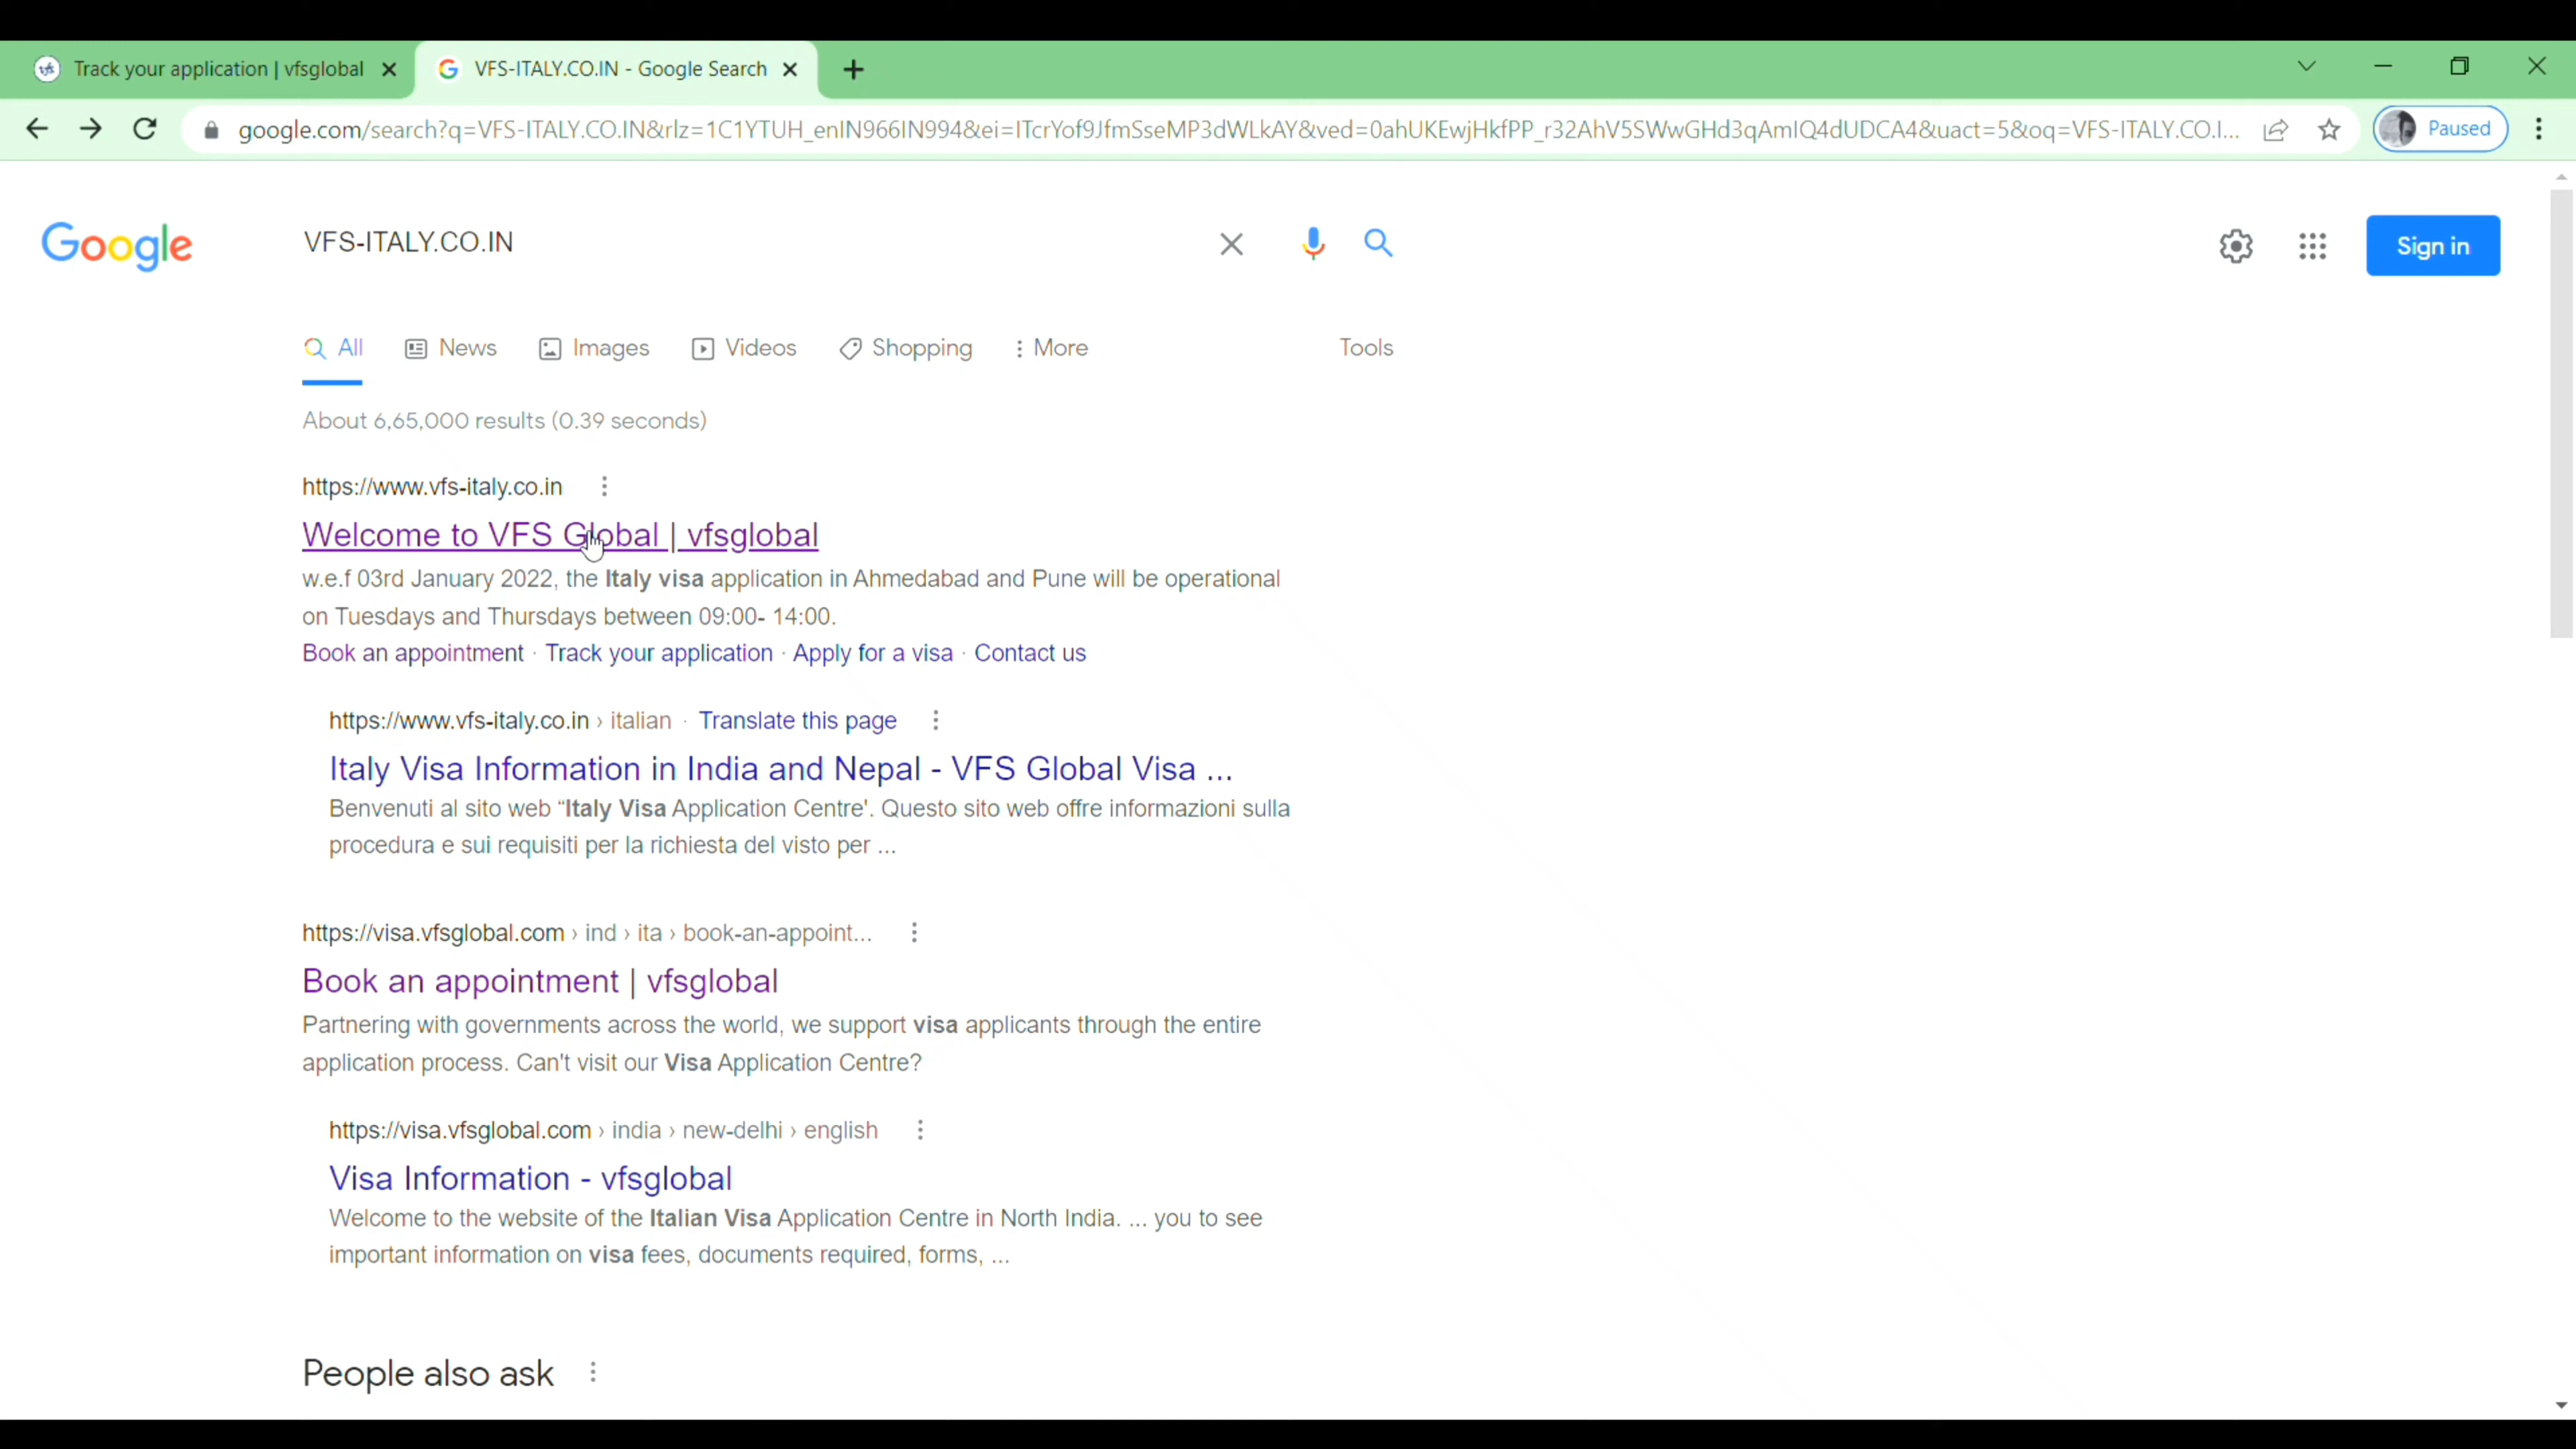 vfs Track your application | vfsglobal
VFS-ITALY.CO.IN - Google Search
google.com/search?q=VFS-ITALY.CO.IN&rlz=1C1YTUH_enIN966IN994&ei=ITcrYof9JfmSseMP3dWLkAY&ved=0ahUKEwjHkfPP_r32AhV5SWwGHd3qAmIQ4dUDCA4&uact=5&oq=VFS-ITALY.CO.I...
Paused
Google
VFS-ITALY.CO.IN
Sign in
All News Images Videos Shopping More Tools
About 6,65,000 results (0.39 seconds)
https://www.vfs-italy.co.in
Welcome to VFS Global | vfsglobal
w.e.f 03rd January 2022, the Italy visa application in Ahmedabad and Pune will be operational
on Tuesdays and Thursdays between 09:00- 14:00.
Book an appointment · Track your application · Apply for a visa · Contact us
https://www.vfs-italy.co.in › italian · Translate this page
Italy Visa Information in India and Nepal - VFS Global Visa ...
Benvenuti al sito web “Italy Visa Application Centre'. Questo sito web offre informazioni sulla
procedura e sui requisiti per la richiesta del visto per ...
https://visa.vfsglobal.com › ind › ita › book-an-appoint...
Book an appointment | vfsglobal
Partnering with governments across the world, we support visa applicants through the entire
application process. Can't visit our Visa Application Centre?
https://visa.vfsglobal.com › india › new-delhi › english
Visa Information - vfsglobal
Welcome to the website of the Italian Visa Application Centre in North India. ... you to see
important information on visa fees, documents required, forms, ...
People also ask